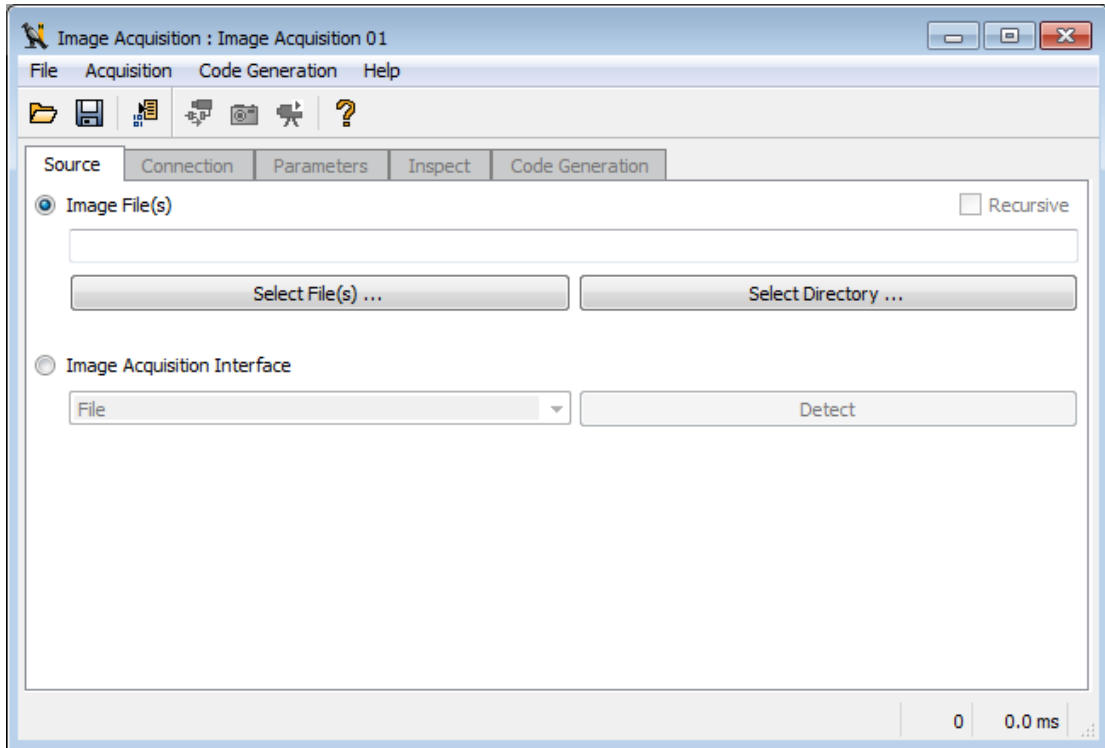 Image Acquisition : Image Acquisition 01
File Acquisition Code Generation Help
Source Connection Parameters Inspect Code Generation
Image File(s) Recursive
Select File(s) ... Select Directory ...
Image Acquisition Interface
File Detect
0 0.0 ms